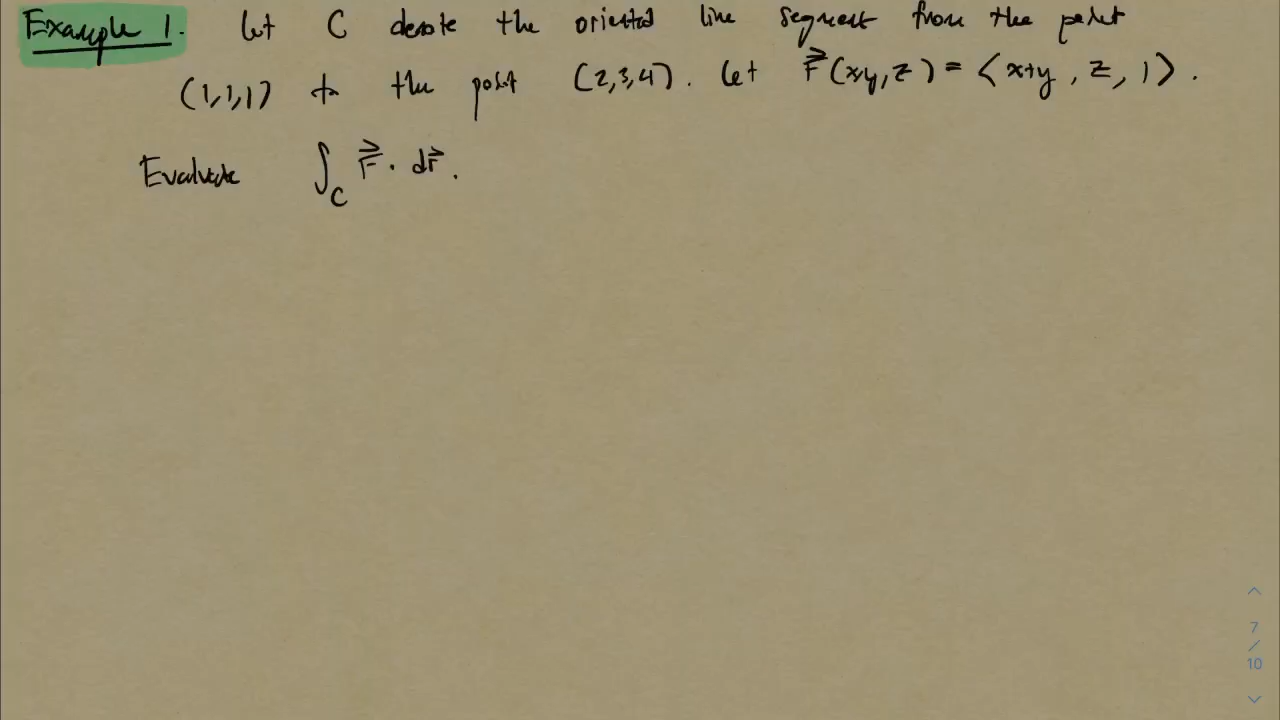 Example 1. Let C denote the oriented line segment from the point
(1,1,1) to the point (2,3,4). Let F⃗(x,y,z) = ⟨x+y, z, 1⟩.
Evaluate ∫_C F⃗ · dr⃗.
7
/
10